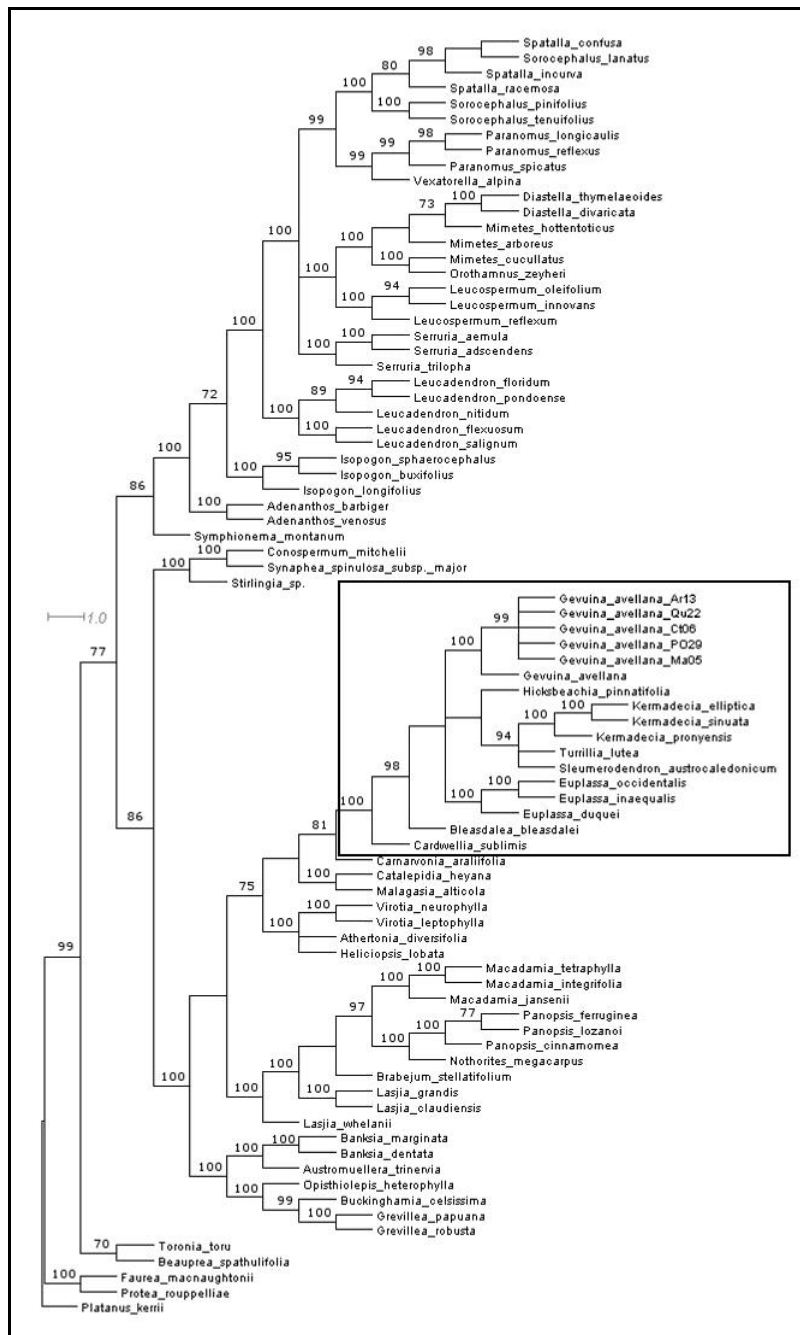 Spatalla_confusa
Sorocephalus_lanatus
98
Spatalla_incurva
80
Spatalla_racemosa
100
Sorocephalus_pinifolius
100
Sorocephalus_tenuifolius
99
Paranomus_longicaulis
98
Paranomus_reflexus
99
Paranomus_spicatus
99
Vexatorella_alpina
Diastella_thymelaeoides
100
Diastella_divaricata
73
Mimetes_hottentoticus
100
Mimetes_arboreus
100
Mimetes_cucullatus
100
Orothamnus_zeyheri
100
Leucospermum_oleifolium
94
Leucospermum_innovans
100
Leucospermum_reflexum
100
Serruria_aemula
100
Serruria_adscendens
100
Serruria_trilopha
100
Leucadendron_floridum
94
Leucadendron_pondoense
89
Leucadendron_nitidum
72
100
Leucadendron_flexuosum
100
Leucadendron_salignum
100
Isopogon_sphaerocephalus
95
Isopogon_buxifolius
100
Isopogon_longifolius
86
Adenanthos_barbiger
100
Adenanthos_venosus
Symphionema_montanum
Conospermum_mitchelii
100
Synaphea_spinulosa_subsp._major
100
Stirlingia_sp.
1.0
Gevuina_avellana_Ar13
Gevuina_avellana_Qu22
99
Gevuina_avellana_Ct06
100
Gevuina_avellana_PO29
77
Gevuina_avellana_Ma05
Gevuina_avellana
Hicksbeachia_pinnatifolia
Kermadecia_elliptica
100
Kermadecia_sinuata
100
Kermadecia_pronyensis
94
Turrillia_lutea
98
Sleumerodendron_austrocaledonicum
Euplassa_occidentalis
100
Euplassa_inaequalis
100
100
Euplassa_duquei
86
81
Bleasdalea_bleasdalei
Cardwellia_sublimis
Carnarvonia_araliifolia
Catalepidia_heyana
100
Malagasia_alticola
75
Virotia_neurophylla
100
Virotia_leptophylla
100
Athertonia_diversifolia
99
Heliciopsis_lobata
Macadamia_tetraphylla
100
Macadamia_integrifolia
100
Macadamia_jansenii
97
Panopsis_ferruginea
77
Panopsis_lozanoi
100
Panopsis_cinnamomea
100
100
Nothorites_megacarpus
100
Brabejum_stellatifolium
100
100
Lasjia_grandis
100
Lasjia_claudiensis
Lasjia_whelanii
Banksia_marginata
100
Banksia_dentata
100
Austromuellera_trinervia
100
Opisthiolepis_heterophylla
100
Buckinghamia_celsissima
99
Grevillea_papuana
100
Grevillea_robusta
Toronia_toru
70
Beauprea_spathulifolia
Faurea_macnaughtonii
100
Protea_rouppelliae
Platanus_kerrii